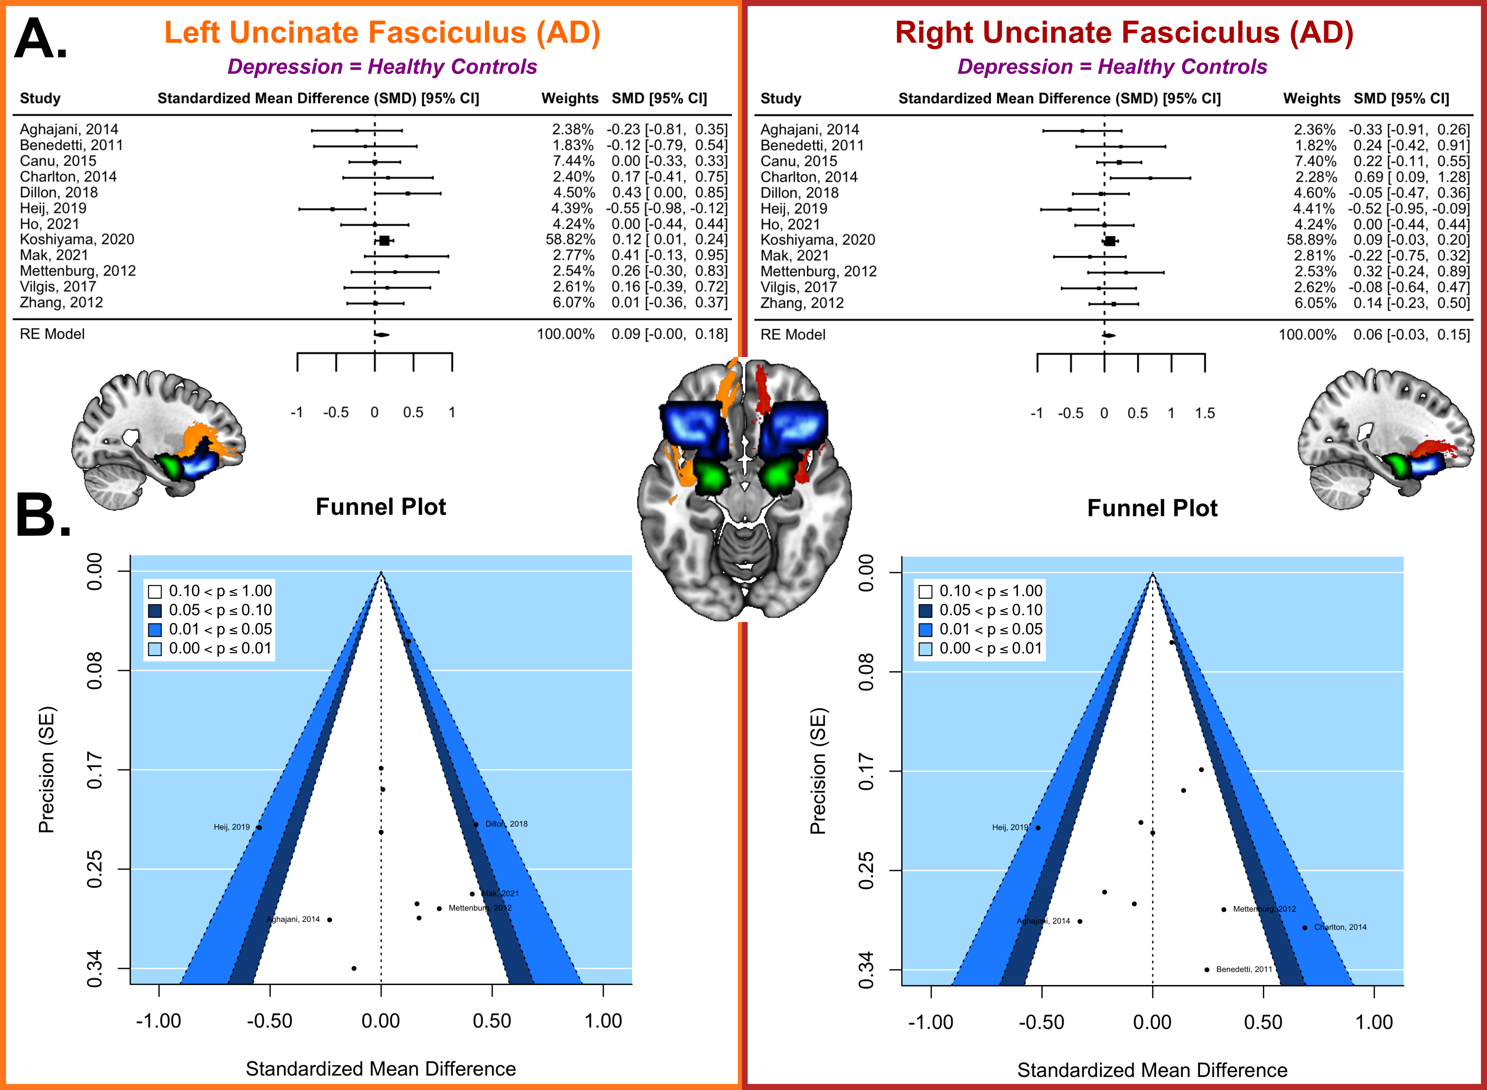 A.
Left Uncinate Fasciculus (AD)
Depression = Healthy Controls
Study Standardized Mean Difference (SMD) [95% CI] Weights SMD [95% CI]
Aghajani, 2014 2.38% -0.23 [-0.81, 0.35]
Benedetti, 2011 1.83% -0.12 [-0.79, 0.54]
Canu, 2015 7.44% 0.00 [-0.33, 0.33]
Charlton, 2014 2.40% 0.17 [-0.41, 0.75]
Dillon, 2018 4.50% 0.43 [ 0.00, 0.85]
Heij, 2019 4.39% -0.55 [-0.98, -0.12]
Ho, 2021 4.24% 0.00 [-0.44, 0.44]
Koshiyama, 2020 58.82% 0.12 [ 0.01, 0.24]
Mak, 2021 2.77% 0.41 [-0.13, 0.95]
Mettenburg, 2012 2.54% 0.26 [-0.30, 0.83]
Vilgis, 2017 2.61% 0.16 [-0.39, 0.72]
Zhang, 2012 6.07% 0.01 [-0.36, 0.37]
RE Model 100.00% 0.09 [-0.00, 0.18]
-1 -0.5 0 0.5 1
Right Uncinate Fasciculus (AD)
Depression = Healthy Controls
Study Standardized Mean Difference (SMD) [95% CI] Weights SMD [95% CI]
Aghajani, 2014 2.36% -0.33 [-0.91, 0.26]
Benedetti, 2011 1.82% 0.24 [-0.42, 0.91]
Canu, 2015 7.40% 0.22 [-0.11, 0.55]
Charlton, 2014 2.28% 0.69 [ 0.09, 1.28]
Dillon, 2018 4.60% -0.05 [-0.47, 0.36]
Heij, 2019 4.41% -0.52 [-0.95, -0.09]
Ho, 2021 4.24% 0.00 [-0.44, 0.44]
Koshiyama, 2020 58.89% 0.09 [-0.03, 0.20]
Mak, 2021 2.81% -0.22 [-0.75, 0.32]
Mettenburg, 2012 2.53% 0.32 [-0.24, 0.89]
Vilgis, 2017 2.62% -0.08 [-0.64, 0.47]
Zhang, 2012 6.05% 0.14 [-0.23, 0.50]
RE Model 100.00% 0.06 [-0.03, 0.15]
-1 -0.5 0 0.5 1 1.5
B.
Funnel Plot
0.10 < p ≤ 1.00
0.05 < p ≤ 0.10
0.01 < p ≤ 0.05
0.00 < p ≤ 0.01
Precision (SE)
0.00
0.08
0.17
0.25
0.34
Heij, 2019
Dillon, 2018
Mak, 2021
Mettenburg, 2012
Aghajani, 2014
-1.00 -0.50 0.00 0.50 1.00
Standardized Mean Difference
Funnel Plot
0.10 < p ≤ 1.00
0.05 < p ≤ 0.10
0.01 < p ≤ 0.05
0.00 < p ≤ 0.01
Precision (SE)
0.00
0.08
0.17
0.25
0.34
Heij, 2019
Mettenburg, 2012
Aghajani, 2014
Charlton, 2014
Benedetti, 2011
-1.00 -0.50 0.00 0.50 1.00
Standardized Mean Difference